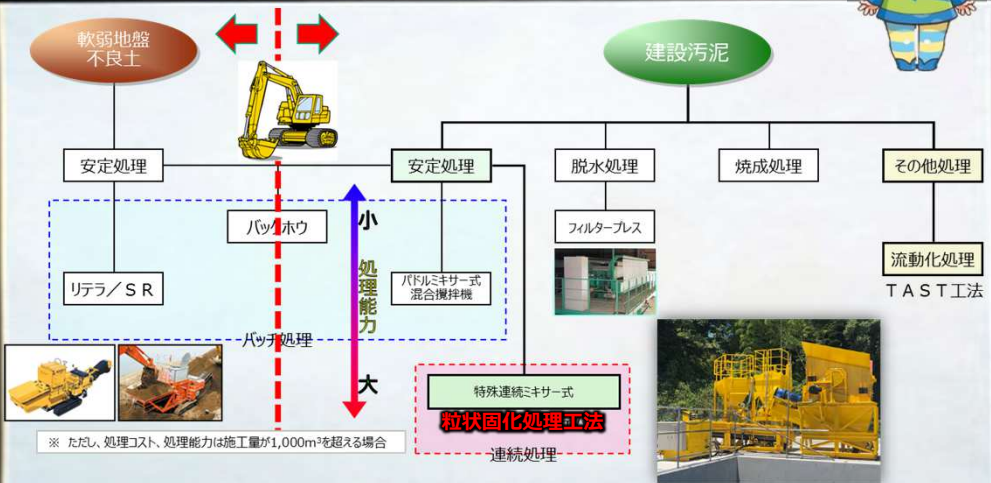 軟弱地盤
不良土
建設汚泥
安定処理
安定処理
脱水処理
焼成処理
その他処理
バックホウ
小
フィルタープレス
処理能力
流動化処理
TAST工法
リテラ/SR
パドルミキサー式
混合攪拌機
バッチ処理
大
特殊連続ミキサー式
粒状固化処理工法
連続処理
※ ただし、処理コスト、処理能力は施工量が1,000m³を超える場合